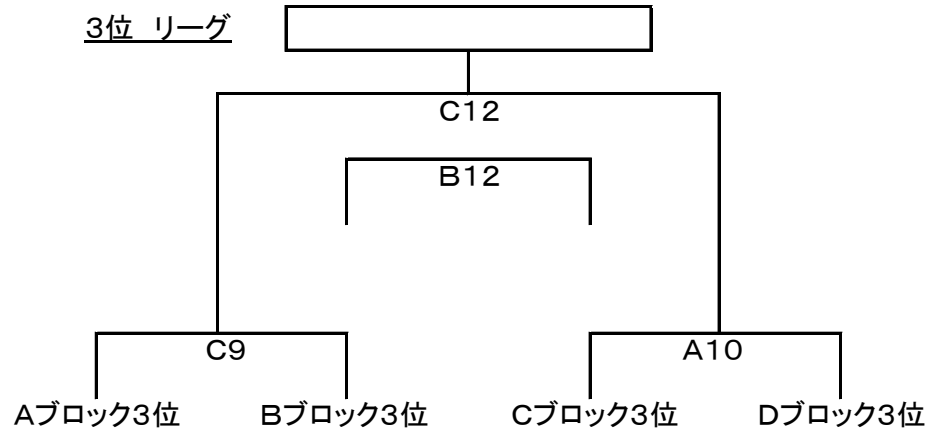 ３位　リーグ
Ｃ１２
Ｂ１２
Ｃ９
Ａ１０
Ａブロック３位
Ｂブロック３位
Ｃブロック３位
Ｄブロック３位